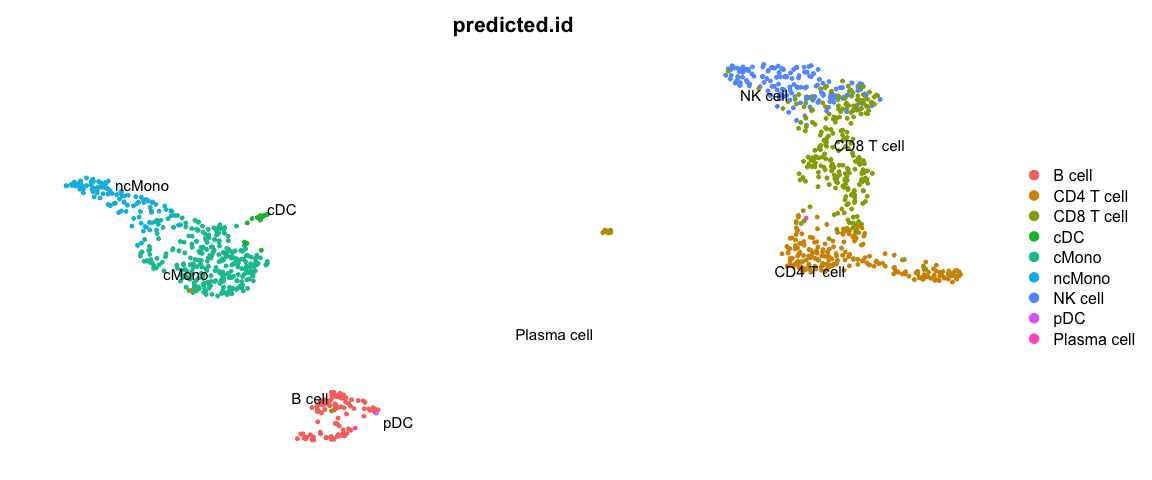 predicted.id
NK cell
CD8 T cell
ncMono
cDC
CD4 T cell
cMono
Plasma cell
B cell
pDC
B cell
CD4 T cell
CD8 T cell
cDC
cMono
ncMono
NK cell
pDC
Plasma cell